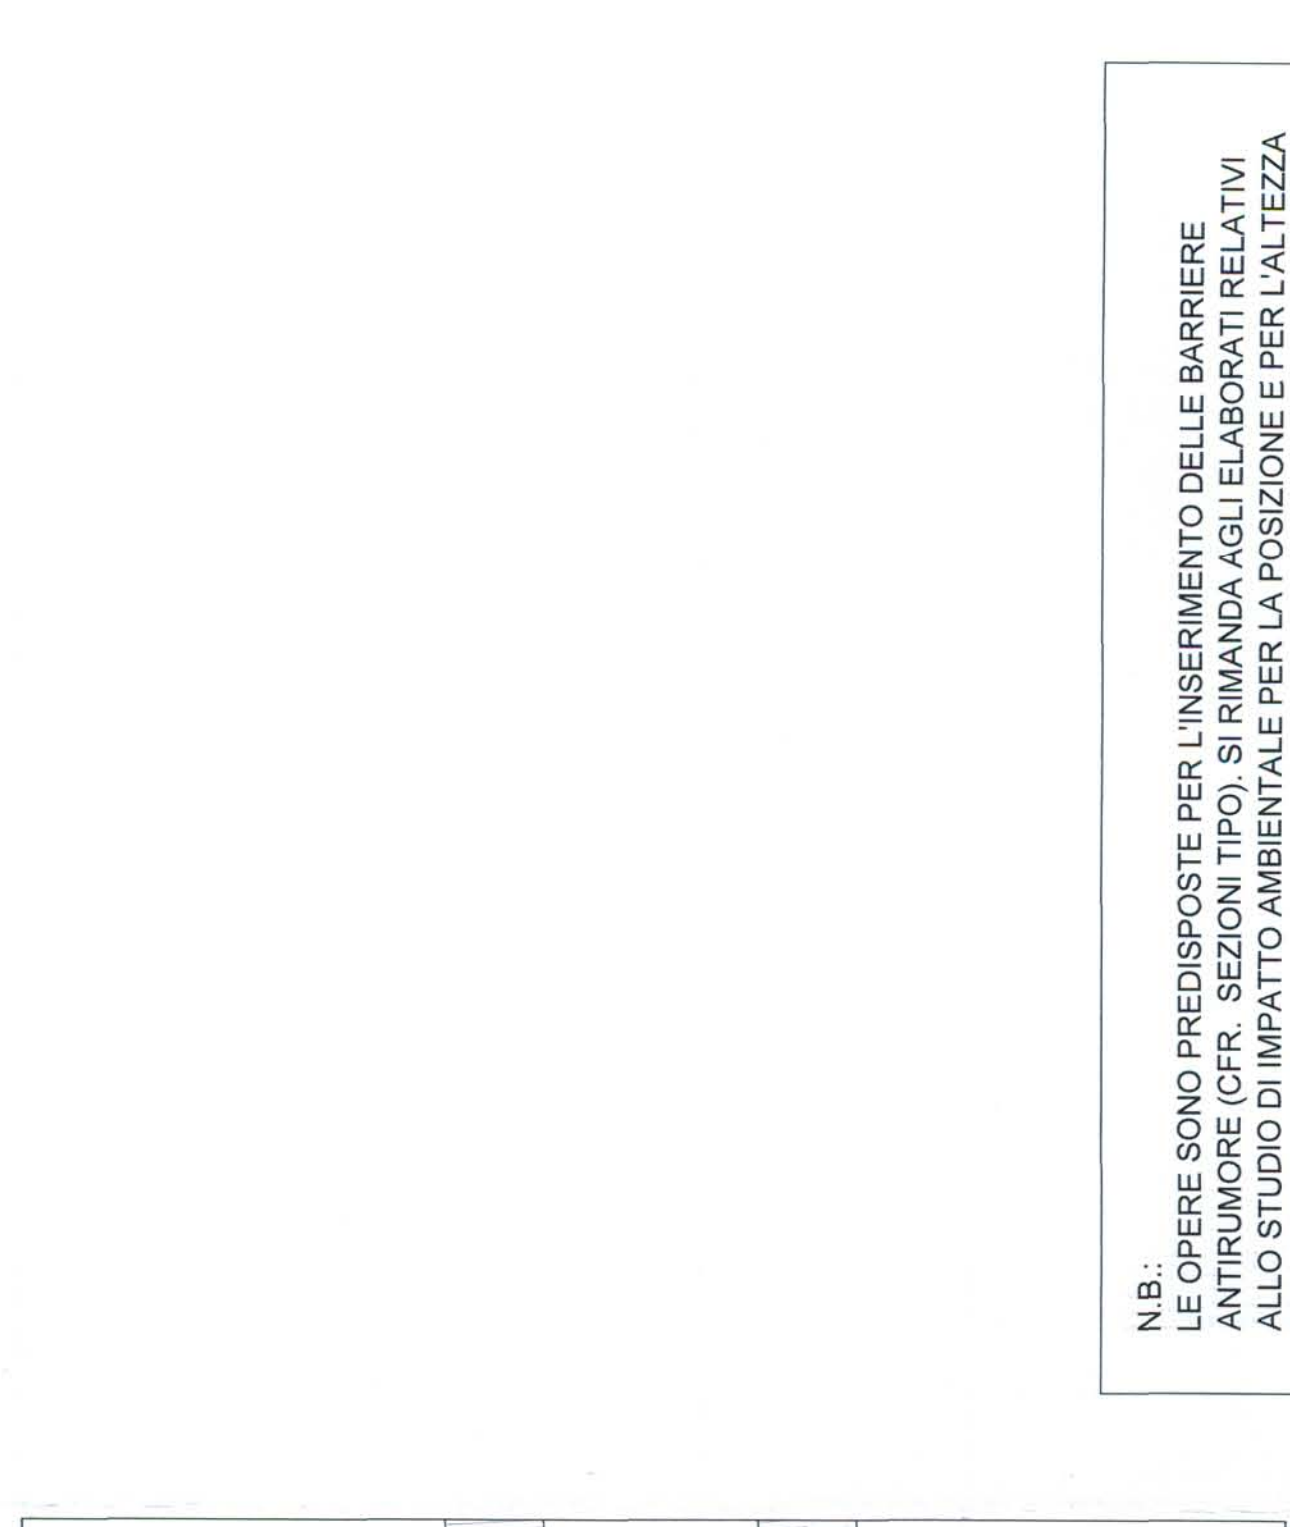 N.B.:
LE OPERE SONO PREDISPOSTE PER L'INSERIMENTO DELLE BARRIERE
ANTIRUMORE (CFR. SEZIONI TIPO). SI RIMANDA AGLI ELABORATI RELATIVI
ALLO STUDIO DI IMPATTO AMBIENTALE PER LA POSIZIONE E PER L'ALTEZZA